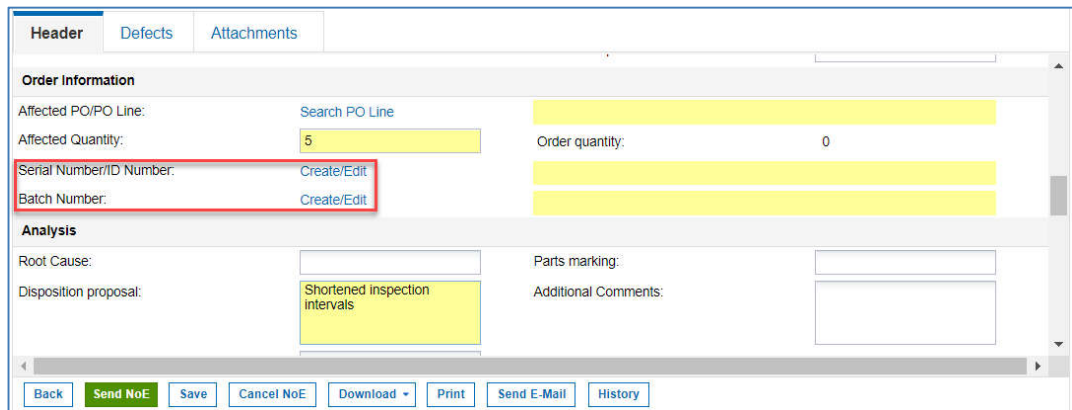 Header Defects Attachments
Order Information
Affected PO/PO Line: Search PO Line
Affected Quantity: 5 Order quantity: 0
Serial Number/ID Number: Create/Edit
Batch Number: Create/Edit
Analysis
Root Cause: Parts marking:
Disposition proposal: Shortened inspection intervals Additional Comments:
Back Send NoE Save Cancel NoE Download Print Send E-Mail History